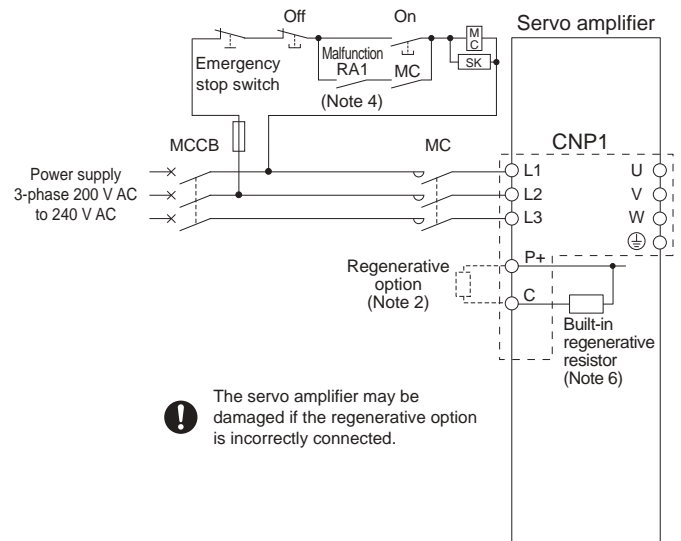 Off
On
Servo amplifier
Emergency
stop switch
Malfunction
RA1
MC
(Note 4)
M
C
SK
MCCB
MC
CNP1
Power supply
3-phase 200 V AC
to 240 V AC
L1
U
L2
V
L3
W
P+
Regenerative
option
(Note 2)
C
Built-in
regenerative
resistor
(Note 6)
The servo amplifier may be
damaged if the regenerative option
is incorrectly connected.